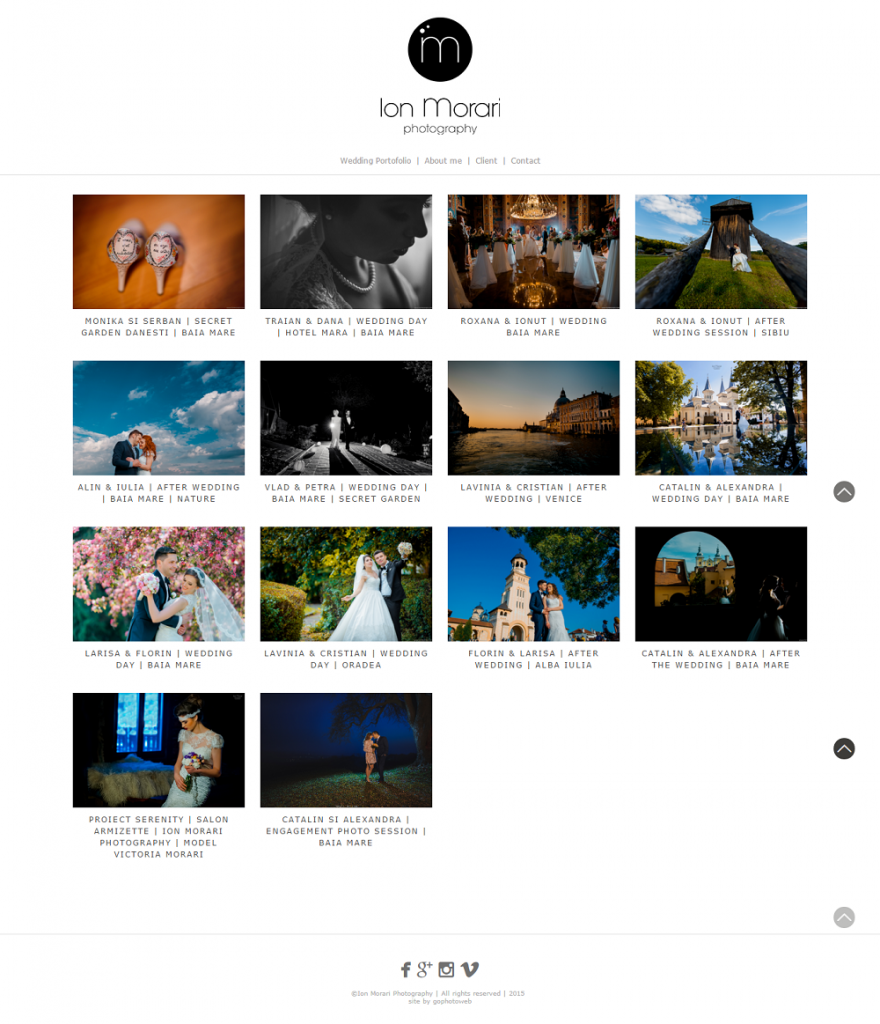 m
Ion Morari
photography
Wedding Portofolio | About me | Client | Contact
MONIKA SI SERBAN | SECRET
GARDEN DANESTI | BAIA MARE
TRAIAN & DANA | WEDDING DAY
| HOTEL MARA | BAIA MARE
ROXANA & IONUT | WEDDING
BAIA MARE
ROXANA & IONUT | AFTER
WEDDING SESSION | SIBIU
ALIN & IULIA | AFTER WEDDING
| BAIA MARE | NATURE
VLAD & PETRA | WEDDING DAY |
BAIA MARE | SECRET GARDEN
LAVINIA & CRISTIAN | AFTER
WEDDING | VENICE
CATALIN & ALEXANDRA |
WEDDING DAY | BAIA MARE
LARISA & FLORIN | WEDDING
DAY | BAIA MARE
LAVINIA & CRISTIAN | WEDDING
DAY | ORADEA
FLORIN & LARISA | AFTER
WEDDING | ALBA IULIA
CATALIN & ALEXANDRA | AFTER
THE WEDDING | BAIA MARE
PROIECT SERENITY | SALON
ARMIZETTE | ION MORARI
PHOTOGRAPHY | MODEL
VICTORIA MORARI
CATALIN SI ALEXANDRA |
ENGAGEMENT PHOTO SESSION |
BAIA MARE
©Ion Morari Photography | All rights reserved | 2015
site by gophotoweb